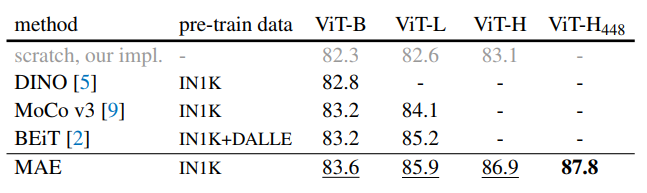 method pre-train data ViT-B ViT-L ViT-H ViT-H448
scratch, our impl. - 82.3 82.6 83.1 -
DINO [5] IN1K 82.8 - - -
MoCo v3 [9] IN1K 83.2 84.1 - -
BEiT [2] IN1K+DALLE 83.2 85.2 - -
MAE IN1K 83.6 85.9 86.9 87.8